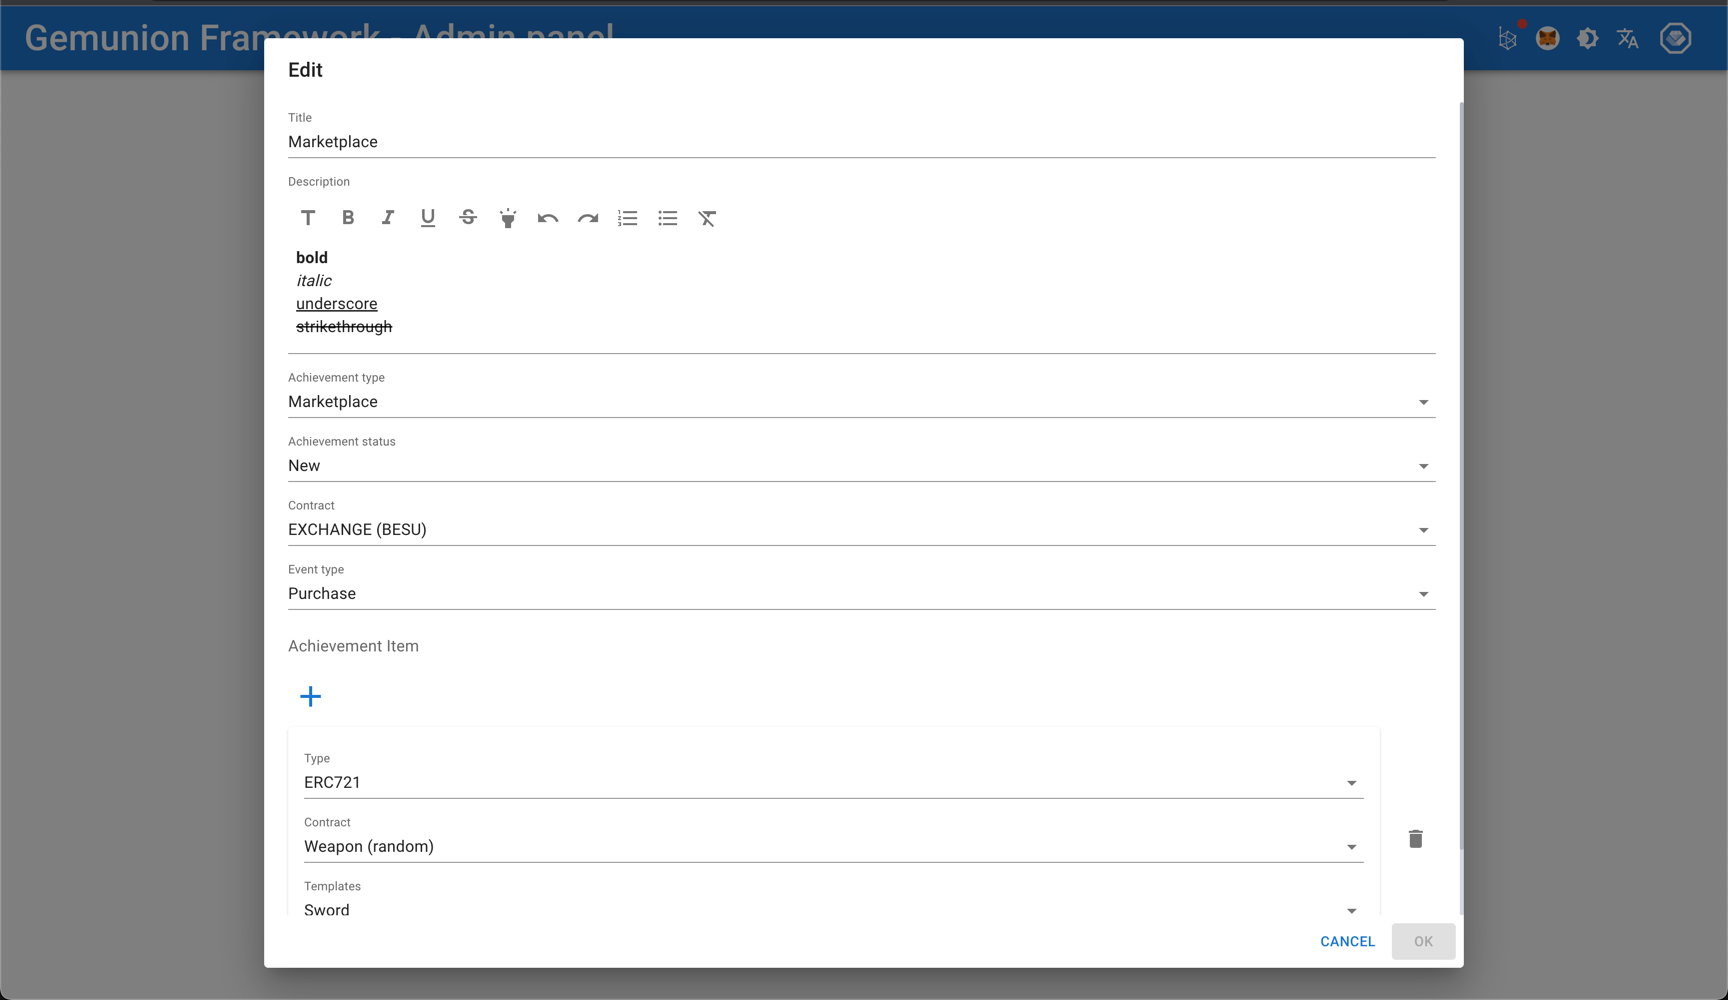 Gemunion Framework - Admin panel
Edit
Title
Marketplace
Description
bold
italic
underscore
strikethrough
Achievement type
Marketplace
Achievement status
New
Contract
EXCHANGE (BESU)
Event type
Purchase
Achievement Item
Type
ERC721
Contract
Weapon (random)
Templates
Sword
CANCEL
OK